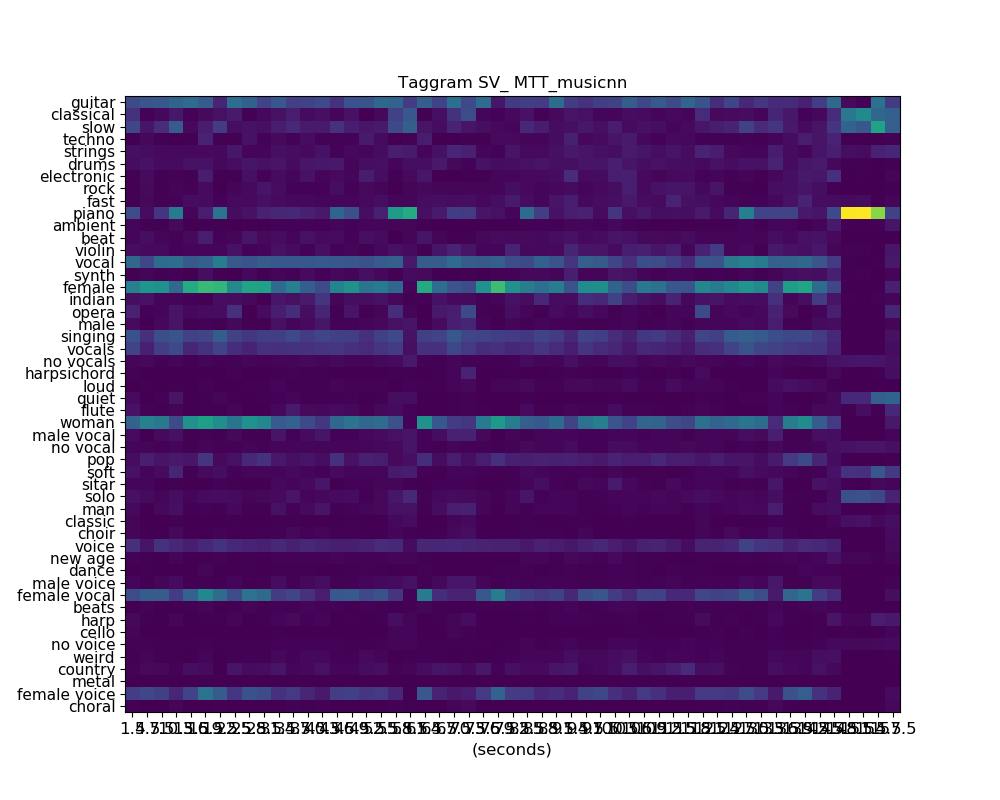 Taggram SV_ MTT_musicnn
guitar
classical
slow
techno
strings
drums
electronic
rock
fast
piano
ambient
beat
violin
vocal
synth
female
indian
opera
male
singing
vocals
no vocals
harpsichord
loud
quiet
flute
woman
male vocal
no vocal
pop
soft
sitar
solo
man
classic
choir
voice
new age
dance
male voice
female vocal
beats
harp
cello
no voice
weird
country
metal
female voice
choral
(seconds)